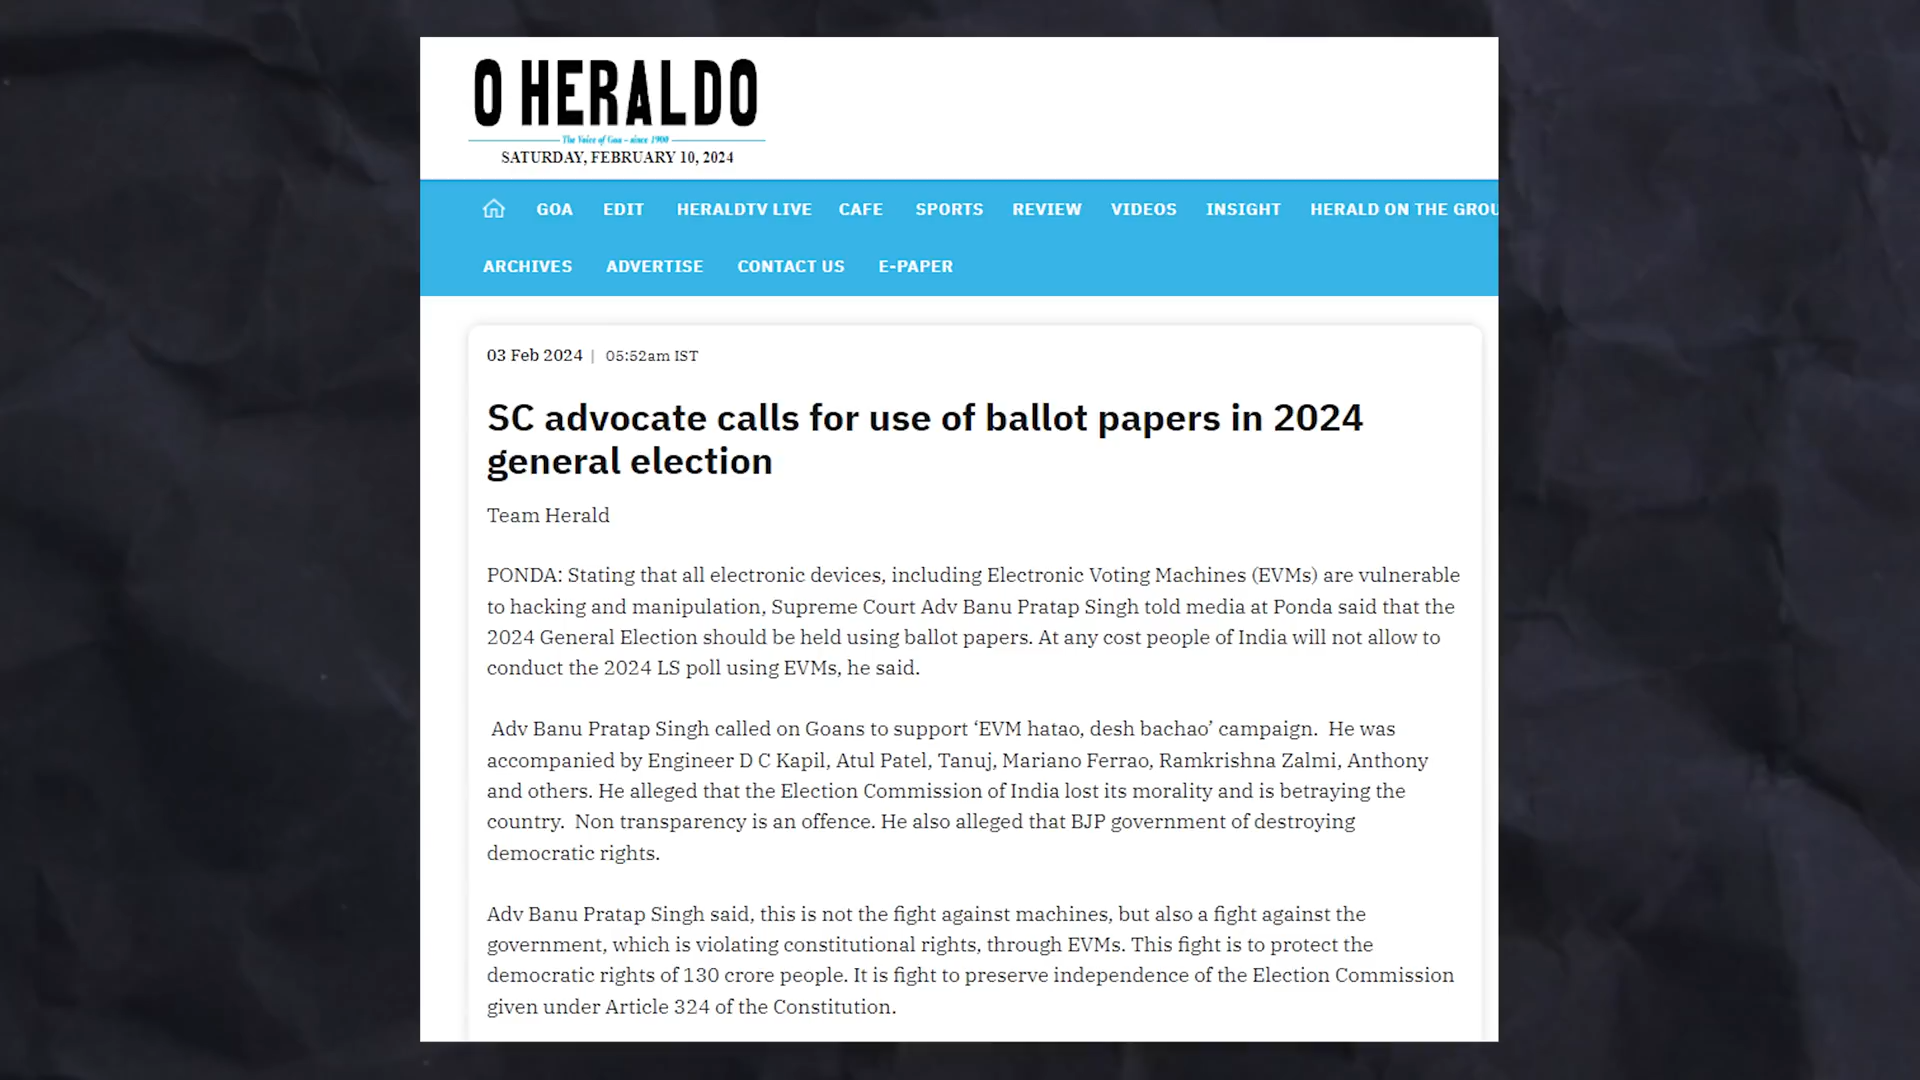 O HERALDO
The Voice of Goa - since 1900
SATURDAY, FEBRUARY 10, 2024
GOA EDIT HERALDTV LIVE CAFE SPORTS REVIEW VIDEOS INSIGHT HERALD ON THE GROU
ARCHIVES ADVERTISE CONTACT US E-PAPER
03 Feb 2024 | 05:52am IST
SC advocate calls for use of ballot papers in 2024
general election
Team Herald
PONDA: Stating that all electronic devices, including Electronic Voting Machines (EVMs) are vulnerable
to hacking and manipulation, Supreme Court Adv Banu Pratap Singh told media at Ponda said that the
2024 General Election should be held using ballot papers. At any cost people of India will not allow to
conduct the 2024 LS poll using EVMs, he said.
Adv Banu Pratap Singh called on Goans to support ‘EVM hatao, desh bachao’ campaign.  He was
accompanied by Engineer D C Kapil, Atul Patel, Tanuj, Mariano Ferrao, Ramkrishna Zalmi, Anthony
and others. He alleged that the Election Commission of India lost its morality and is betraying the
country.  Non transparency is an offence. He also alleged that BJP government of destroying
democratic rights.
Adv Banu Pratap Singh said, this is not the fight against machines, but also a fight against the
government, which is violating constitutional rights, through EVMs. This fight is to protect the
democratic rights of 130 crore people. It is fight to preserve independence of the Election Commission
given under Article 324 of the Constitution.